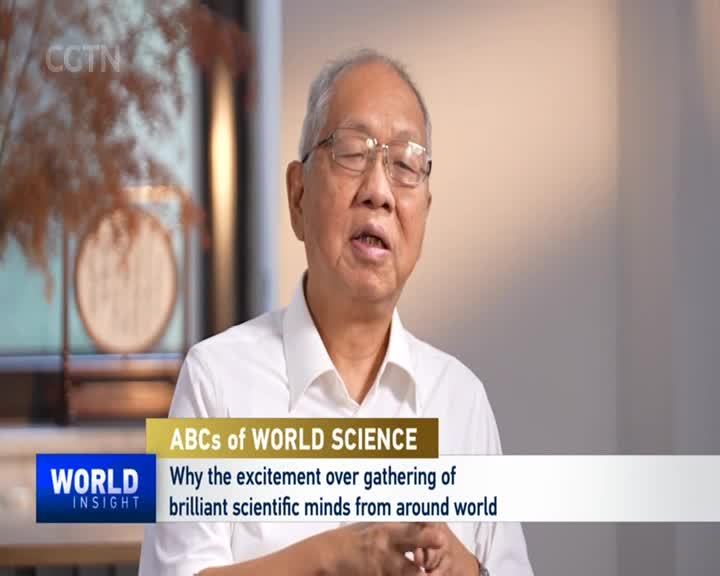 CGTN
ABCs of WORLD SCIENCE
WORLD
INSIGHT
Why the excitement over gathering of
brilliant scientific minds from around world